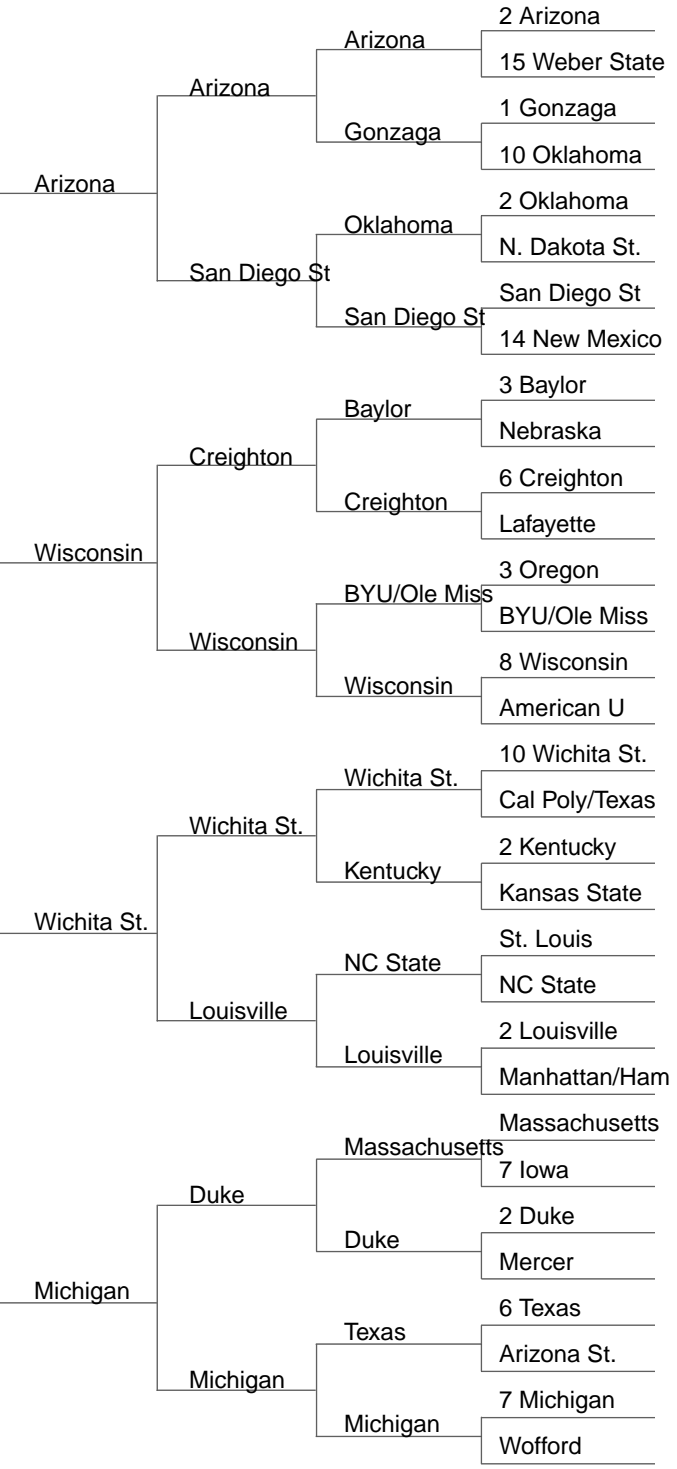 2 Arizona
Arizona
15 Weber State
Arizona
1 Gonzaga
Gonzaga
10 Oklahoma
Arizona
2 Oklahoma
Oklahoma
N. Dakota St.
San Diego St
San Diego St
San Diego St
14 New Mexico
3 Baylor
Baylor
Nebraska
Creighton
6 Creighton
Creighton
Lafayette
Wisconsin
3 Oregon
BYU/Ole Miss
BYU/Ole Miss
Wisconsin
8 Wisconsin
Wisconsin
American U
10 Wichita St.
Wichita St.
Cal Poly/Texas
Wichita St.
2 Kentucky
Kentucky
Kansas State
Wichita St.
St. Louis
NC State
NC State
Louisville
2 Louisville
Louisville
Manhattan/Ham
Massachusetts
Massachusetts
7 Iowa
Duke
2 Duke
Duke
Mercer
Michigan
6 Texas
Texas
Arizona St.
Michigan
7 Michigan
Michigan
Wofford